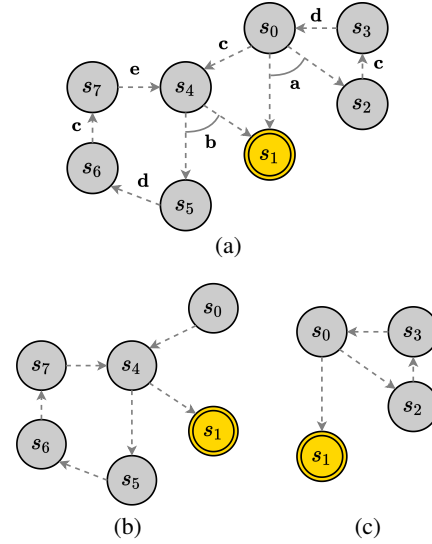 s₀ d s₃
c
e a c
s₇ s₄ s₂
c b s₁
s₆ d s₅
(a)
s₀
s₇ s₄
s₁
s₆ s₅
(b)
s₀ s₃
s₂
s₁
(c)